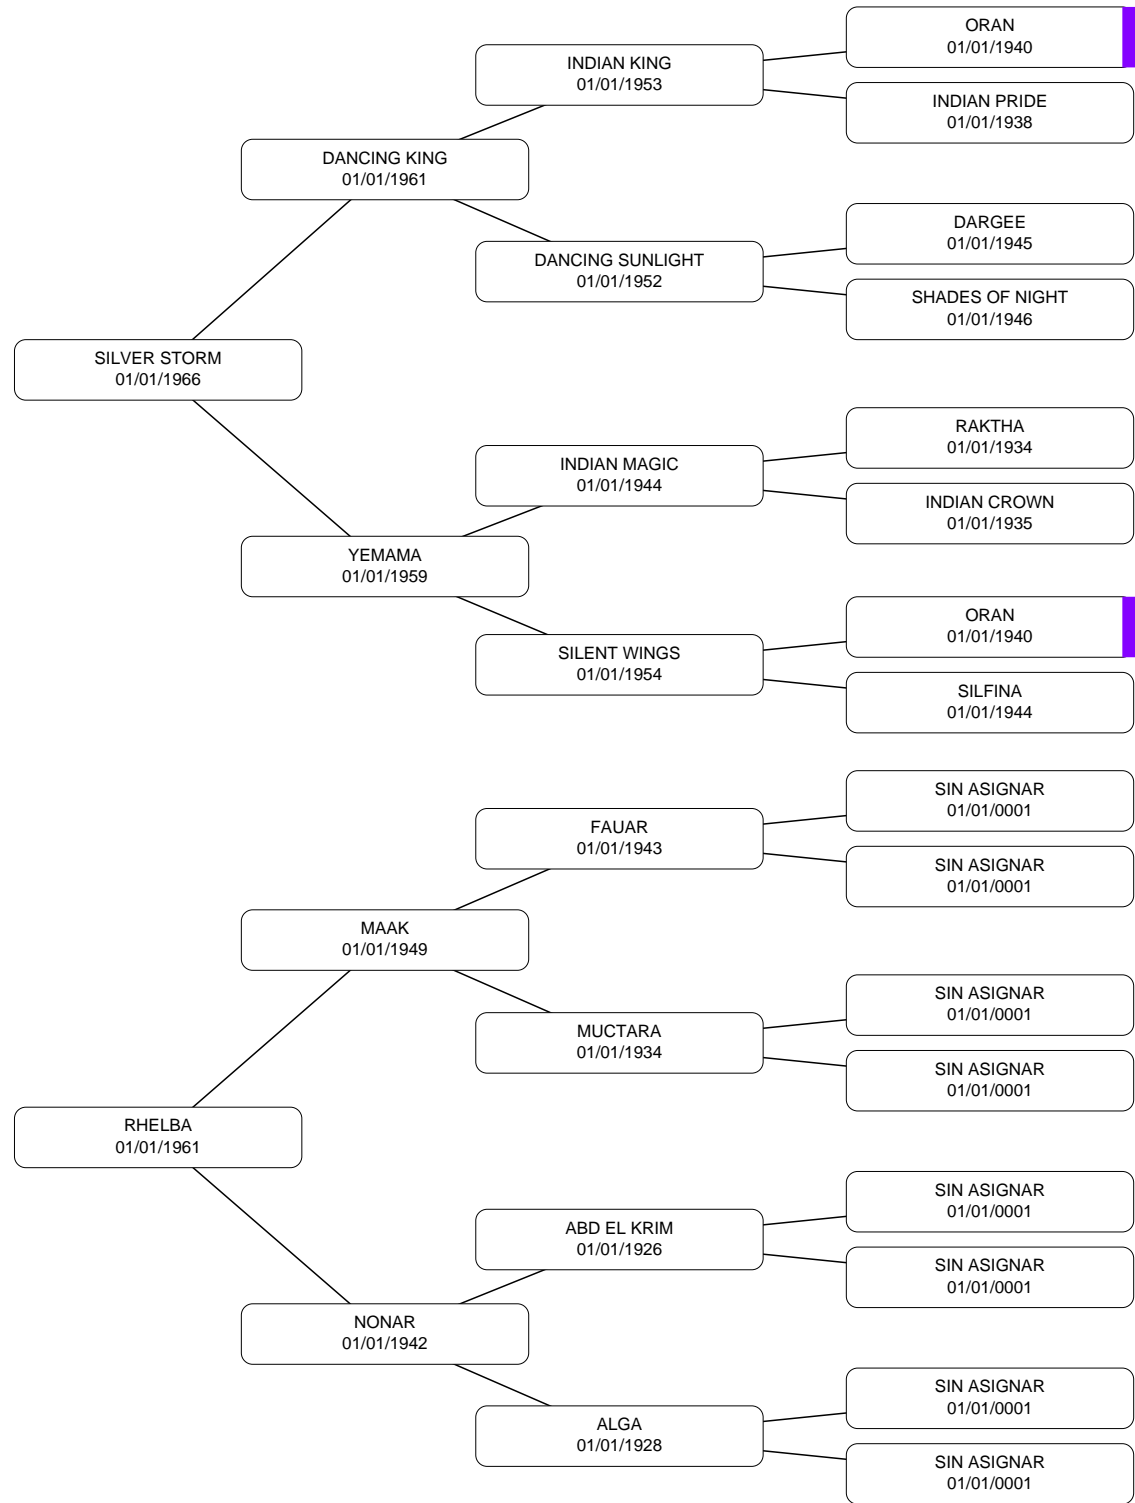 ORAN
01/01/1940
INDIAN KING
01/01/1953
INDIAN PRIDE
01/01/1938
DANCING KING
01/01/1961
DARGEE
01/01/1945
DANCING SUNLIGHT
01/01/1952
SHADES OF NIGHT
01/01/1946
SILVER STORM
01/01/1966
RAKTHA
01/01/1934
INDIAN MAGIC
01/01/1944
INDIAN CROWN
01/01/1935
YEMAMA
01/01/1959
ORAN
01/01/1940
SILENT WINGS
01/01/1954
SILFINA
01/01/1944
SIN ASIGNAR
01/01/0001
FAUAR
01/01/1943
SIN ASIGNAR
01/01/0001
MAAK
01/01/1949
SIN ASIGNAR
01/01/0001
MUCTARA
01/01/1934
SIN ASIGNAR
01/01/0001
RHELBA
01/01/1961
SIN ASIGNAR
01/01/0001
ABD EL KRIM
01/01/1926
SIN ASIGNAR
01/01/0001
NONAR
01/01/1942
SIN ASIGNAR
01/01/0001
ALGA
01/01/1928
SIN ASIGNAR
01/01/0001